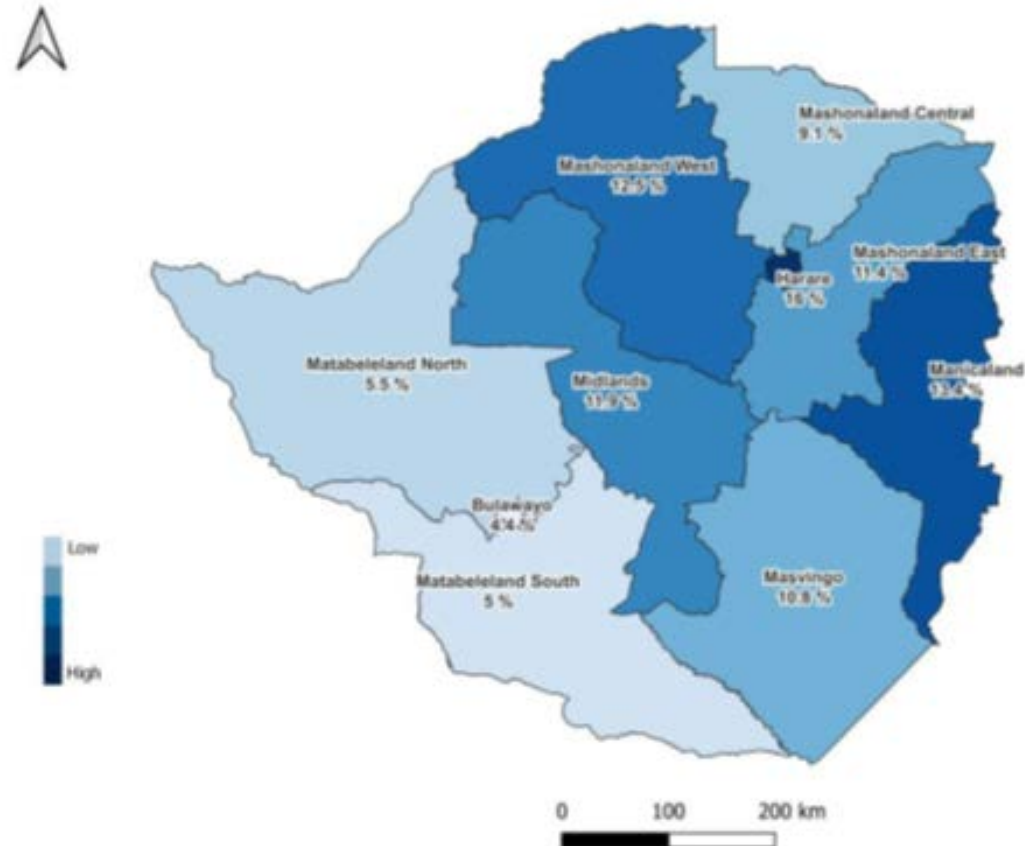 Mashonaland Central
9.1 %
Mashonaland West
12.5 %
Mashonaland East
11.4 %
Harare
16 %
Matabeleland North
5.5 %
Midlands
11.9 %
Manicaland
13.4 %
Bulawayo
4.4 %
Matabeleland South
5 %
Masvingo
10.8 %
Low
High
0 100 200 km